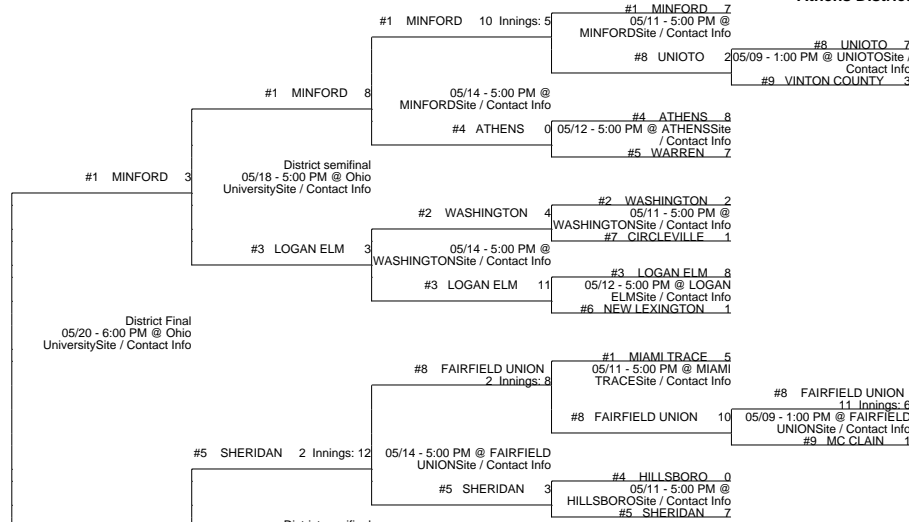 Athens District
#1 MINFORD 7
#1 MINFORD 10 Innings: 5
05/11 - 5:00 PM @
MINFORDSite / Contact Info
#8 UNIOTO 7
#8 UNIOTO 2
05/09 - 1:00 PM @ UNIOTOSite /
Contact Info
#9 VINTON COUNTY 3
#1 MINFORD 8
05/14 - 5:00 PM @
MINFORDSite / Contact Info
#4 ATHENS 8
#4 ATHENS 0
05/12 - 5:00 PM @ ATHENSSite
/ Contact Info
#5 WARREN 7
District semifinal
05/18 - 5:00 PM @ Ohio
UniversitySite / Contact Info
#1 MINFORD 3
#2 WASHINGTON 2
#2 WASHINGTON 4
05/11 - 5:00 PM @
WASHINGTONSite / Contact Info
#7 CIRCLEVILLE 1
#3 LOGAN ELM 3
05/14 - 5:00 PM @
WASHINGTONSite / Contact Info
#3 LOGAN ELM 8
#3 LOGAN ELM 11
05/12 - 5:00 PM @ LOGAN
ELMSite / Contact Info
#6 NEW LEXINGTON 1
District Final
05/20 - 6:00 PM @ Ohio
UniversitySite / Contact Info
#1 MIAMI TRACE 5
#8 FAIRFIELD UNION
2 Innings: 8
05/11 - 5:00 PM @ MIAMI
TRACESite / Contact Info
#8 FAIRFIELD UNION
11 Innings: 6
#8 FAIRFIELD UNION 10
05/09 - 1:00 PM @ FAIRFIELD
UNIONSite / Contact Info
#9 MC CLAIN 1
#5 SHERIDAN 2 Innings: 12
05/14 - 5:00 PM @ FAIRFIELD
UNIONSite / Contact Info
#4 HILLSBORO 0
#5 SHERIDAN 3
05/11 - 5:00 PM @
HILLSBOROSite / Contact Info
#5 SHERIDAN 7
District semifinal